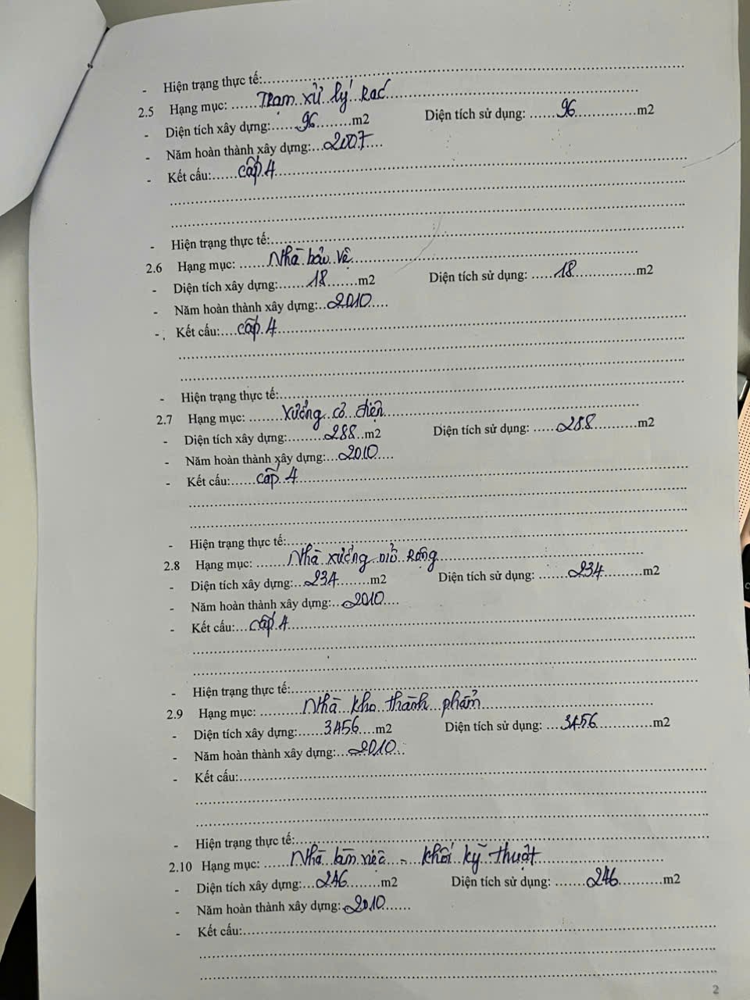 - Hiện trạng thực tế:
2.5 Hạng mục: Trạm xử lý Rác
- Diện tích xây dựng: 96 m2 Diện tích sử dụng: 96 m2
- Năm hoàn thành xây dựng: 2007
- Kết cấu: cấp 4
- Hiện trạng thực tế:
2.6 Hạng mục: Nhà bảo vệ
- Diện tích xây dựng: 18 m2 Diện tích sử dụng: 18 m2
- Năm hoàn thành xây dựng: 2010
- Kết cấu: cấp 4
- Hiện trạng thực tế:
2.7 Hạng mục: Xưởng cơ điện
- Diện tích xây dựng: 288 m2 Diện tích sử dụng: 288 m2
- Năm hoàn thành xây dựng: 2010
- Kết cấu: cấp 4
- Hiện trạng thực tế:
2.8 Hạng mục: Nhà xưởng mở Rộng
- Diện tích xây dựng: 234 m2 Diện tích sử dụng: 234 m2
- Năm hoàn thành xây dựng: 2010
- Kết cấu: cấp 4
- Hiện trạng thực tế:
2.9 Hạng mục: Nhà kho thành phẩm
- Diện tích xây dựng: 3456 m2 Diện tích sử dụng: 3456 m2
- Năm hoàn thành xây dựng: 2010
- Kết cấu:
- Hiện trạng thực tế:
2.10 Hạng mục: Nhà làm việc - khối kỹ thuật
- Diện tích xây dựng: 246 m2 Diện tích sử dụng: 246 m2
- Năm hoàn thành xây dựng: 2010
- Kết cấu:
2